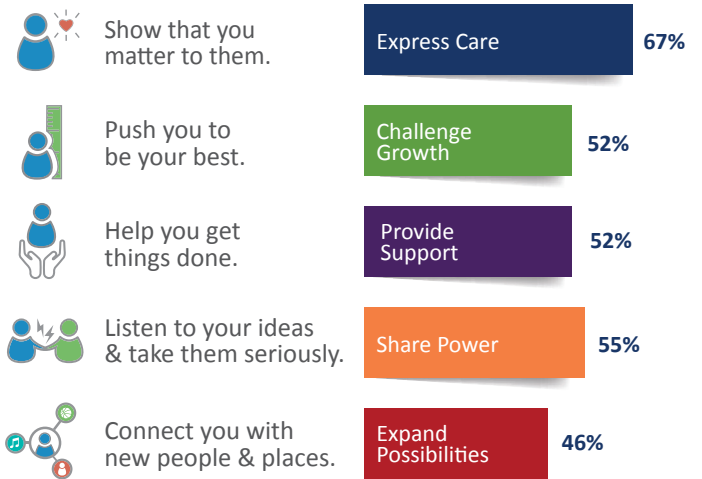 Show that you
matter to them.
Express Care
67%
Push you to
be your best.
Challenge
Growth
52%
Help you get
things done.
Provide
Support
52%
Listen to your ideas
& take them seriously.
Share Power
55%
Connect you with
new people & places.
Expand
Possibilities
46%